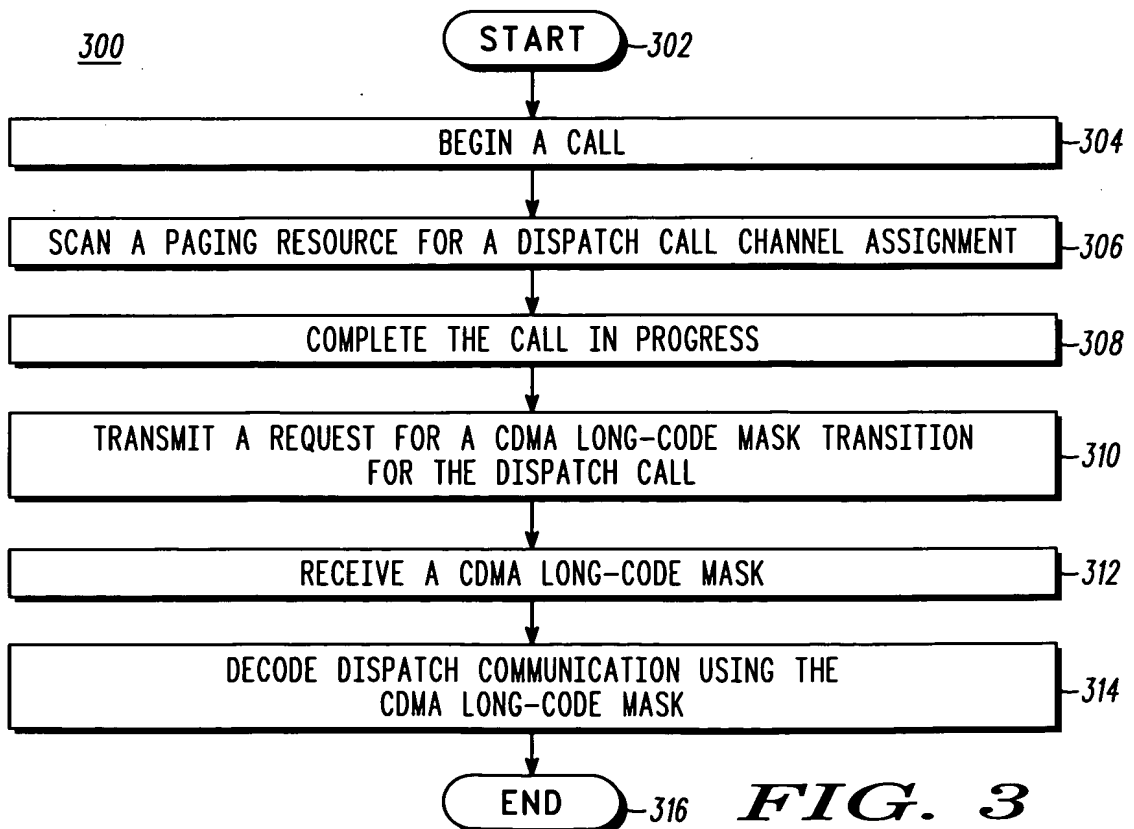 300
START
302
BEGIN A CALL
304
SCAN A PAGING RESOURCE FOR A DISPATCH CALL CHANNEL ASSIGNMENT
306
COMPLETE THE CALL IN PROGRESS
308
TRANSMIT A REQUEST FOR A CDMA LONG-CODE MASK TRANSITION
FOR THE DISPATCH CALL
310
RECEIVE A CDMA LONG-CODE MASK
312
DECODE DISPATCH COMMUNICATION USING THE
CDMA LONG-CODE MASK
314
END
316
FIG. 3